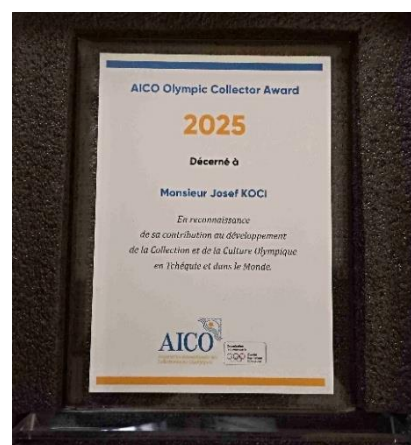 AICO Olympic Collector Award
2025
Décerné à
Monsieur Josef KOCI
En reconnaissance
de sa contribution au développement
de la Collection et de la Culture Olympique
en Tchéquie et dans le Monde.
AICO